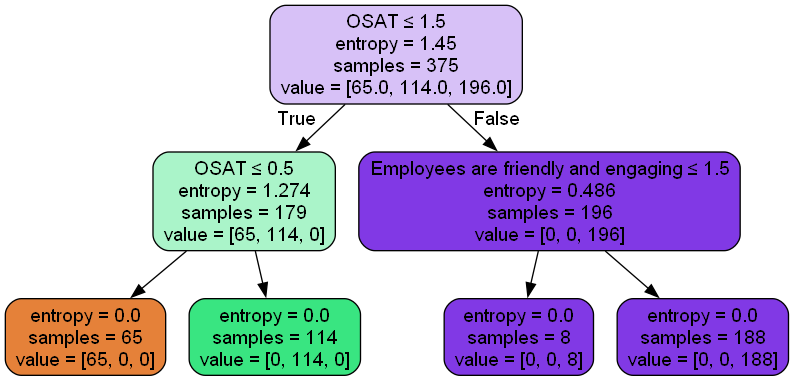 OSAT ≤ 1.5
entropy = 1.45
samples = 375
value = [65.0, 114.0, 196.0]
True
False
OSAT ≤ 0.5
entropy = 1.274
samples = 179
value = [65, 114, 0]
Employees are friendly and engaging ≤ 1.5
entropy = 0.486
samples = 196
value = [0, 0, 196]
entropy = 0.0
samples = 65
value = [65, 0, 0]
entropy = 0.0
samples = 114
value = [0, 114, 0]
entropy = 0.0
samples = 8
value = [0, 0, 8]
entropy = 0.0
samples = 188
value = [0, 0, 188]